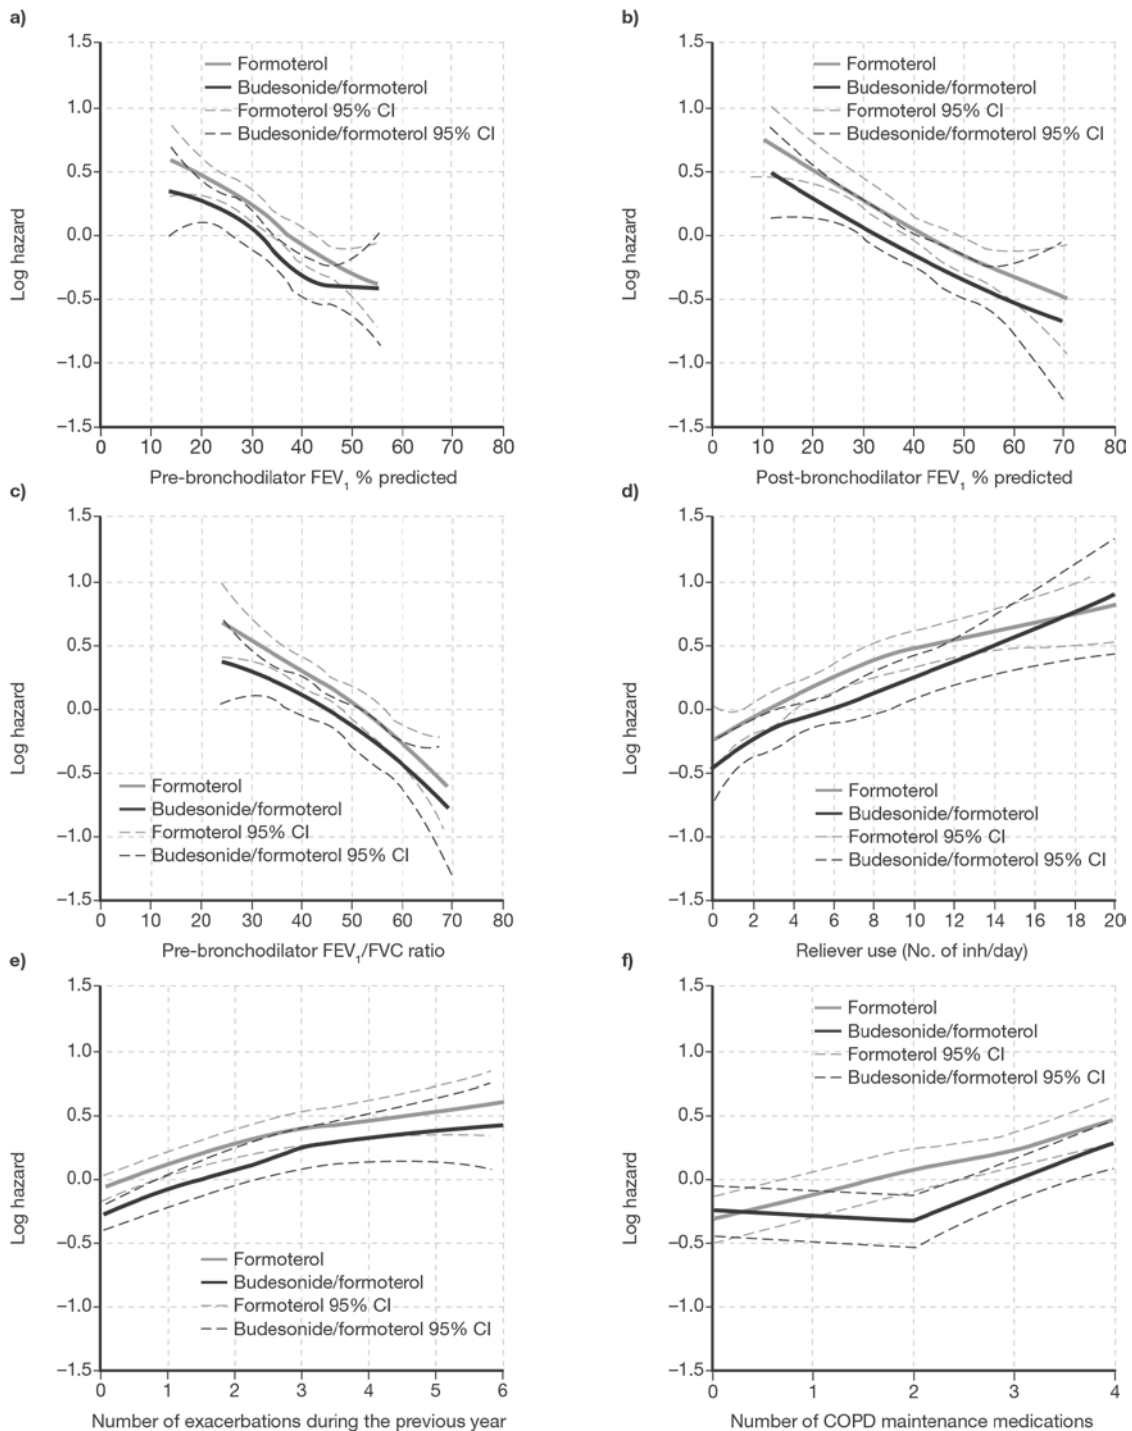 a)
1.5
1.0
0.5
0.0
−0.5
−1.0
−1.5
Log hazard
Formoterol
Budesonide/formoterol
Formoterol 95% CI
Budesonide/formoterol 95% CI
0 10 20 30 40 50 60 70 80
Pre-bronchodilator FEV1 % predicted
b)
1.5
1.0
0.5
0.0
−0.5
−1.0
−1.5
Log hazard
Formoterol
Budesonide/formoterol
Formoterol 95% CI
Budesonide/formoterol 95% CI
0 10 20 30 40 50 60 70 80
Post-bronchodilator FEV1 % predicted
c)
1.5
1.0
0.5
0.0
−0.5
−1.0
−1.5
Log hazard
Formoterol
Budesonide/formoterol
Formoterol 95% CI
Budesonide/formoterol 95% CI
0 10 20 30 40 50 60 70 80
Pre-bronchodilator FEV1/FVC ratio
d)
1.5
1.0
0.5
0.0
−0.5
−1.0
−1.5
Log hazard
Formoterol
Budesonide/formoterol
Formoterol 95% CI
Budesonide/formoterol 95% CI
0 2 4 6 8 10 12 14 16 18 20
Reliever use (No. of inh/day)
e)
1.5
1.0
0.5
0.0
−0.5
−1.0
−1.5
Log hazard
Formoterol
Budesonide/formoterol
Formoterol 95% CI
Budesonide/formoterol 95% CI
0 1 2 3 4 5 6
Number of exacerbations during the previous year
f)
1.5
1.0
0.5
0.0
−0.5
−1.0
−1.5
Log hazard
Formoterol
Budesonide/formoterol
Formoterol 95% CI
Budesonide/formoterol 95% CI
0 1 2 3 4
Number of COPD maintenance medications